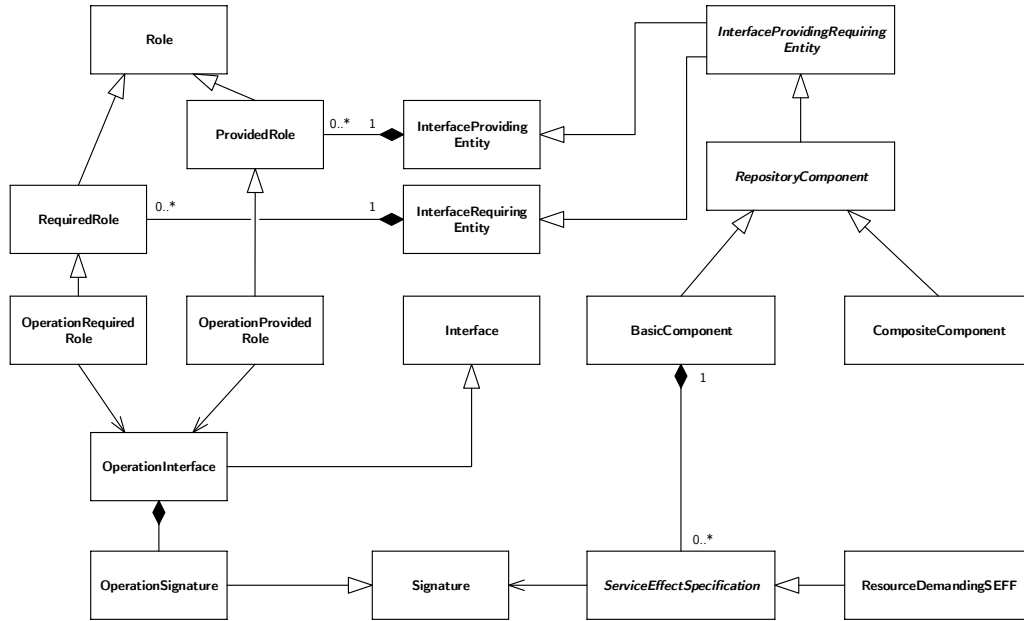 Role
InterfaceProvidingRequiring
Entity
ProvidedRole
0..*
1
InterfaceProviding
Entity
RepositoryComponent
RequiredRole
0..*
1
InterfaceRequiring
Entity
OperationRequired
Role
OperationProvided
Role
Interface
BasicComponent
CompositeComponent
1
OperationInterface
0..*
OperationSignature
Signature
ServiceEffectSpecification
ResourceDemandingSEFF